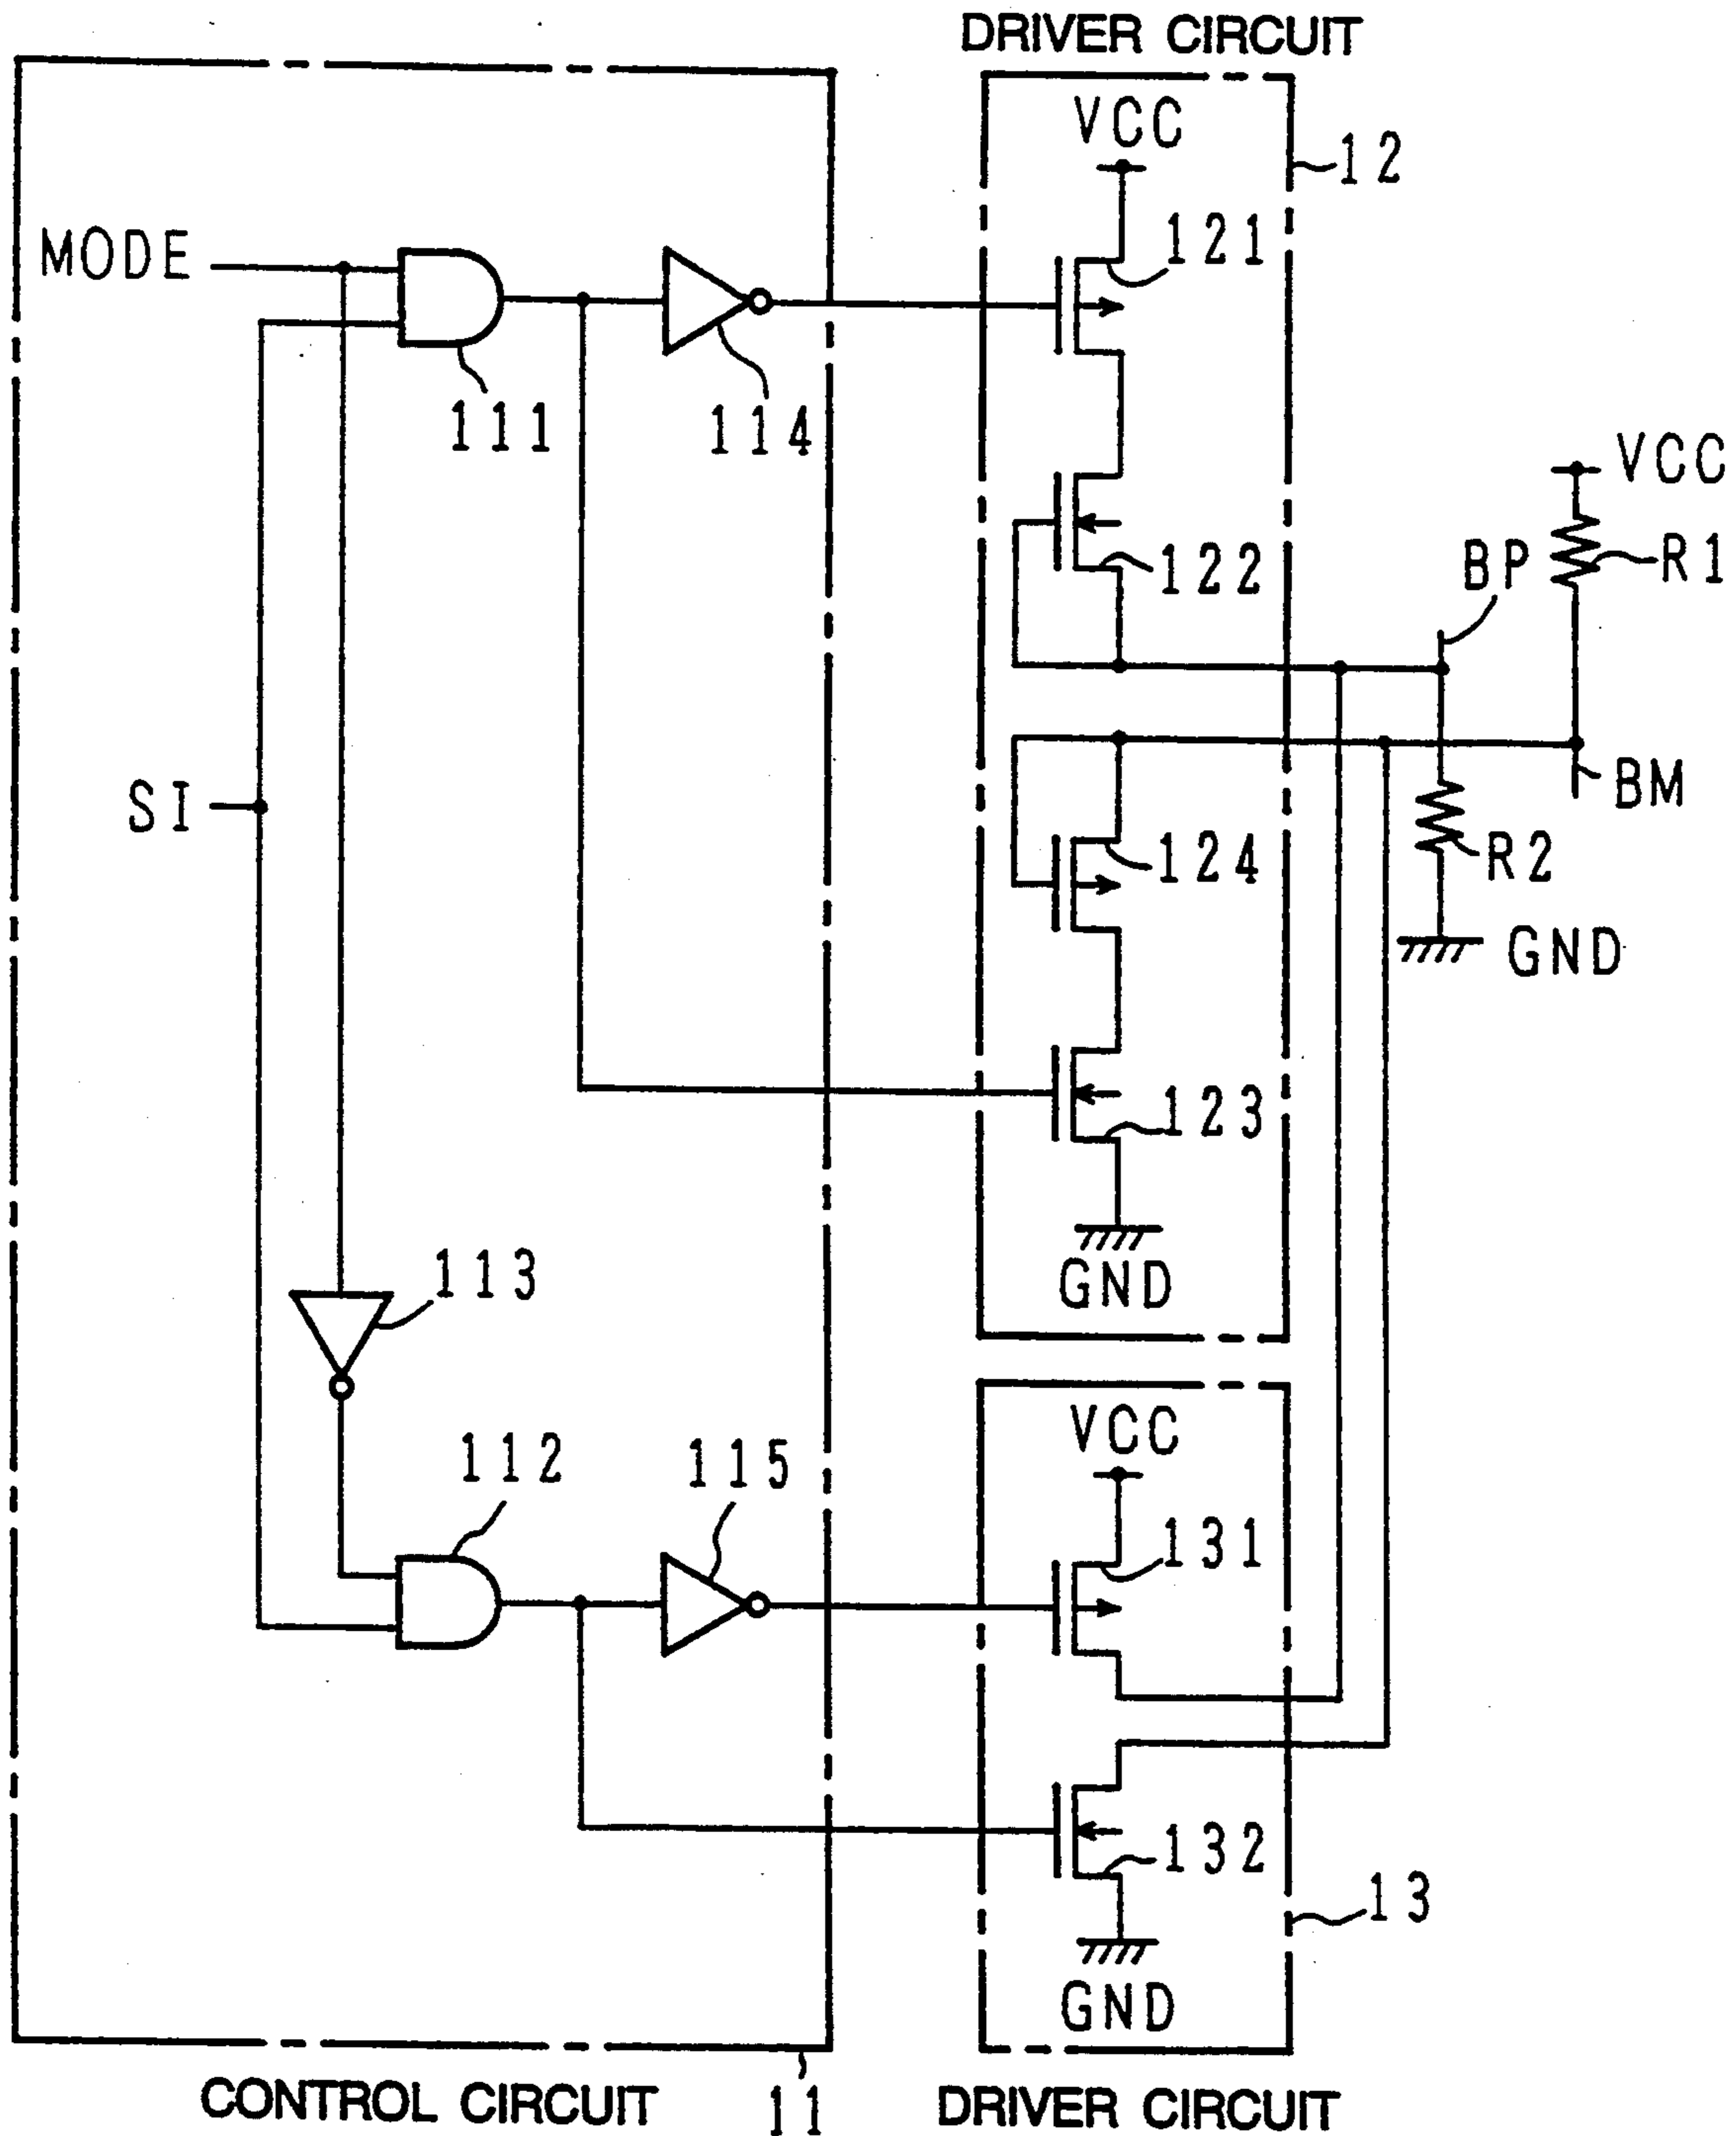 DRIVER CIRCUIT
VCC
12
MODE
121
111
114
VCC
122
BP
R1
SI
BM
124
R2
GND
123
113
GND
VCC
112
115
131
132
13
GND
CONTROL CIRCUIT
11
DRIVER CIRCUIT